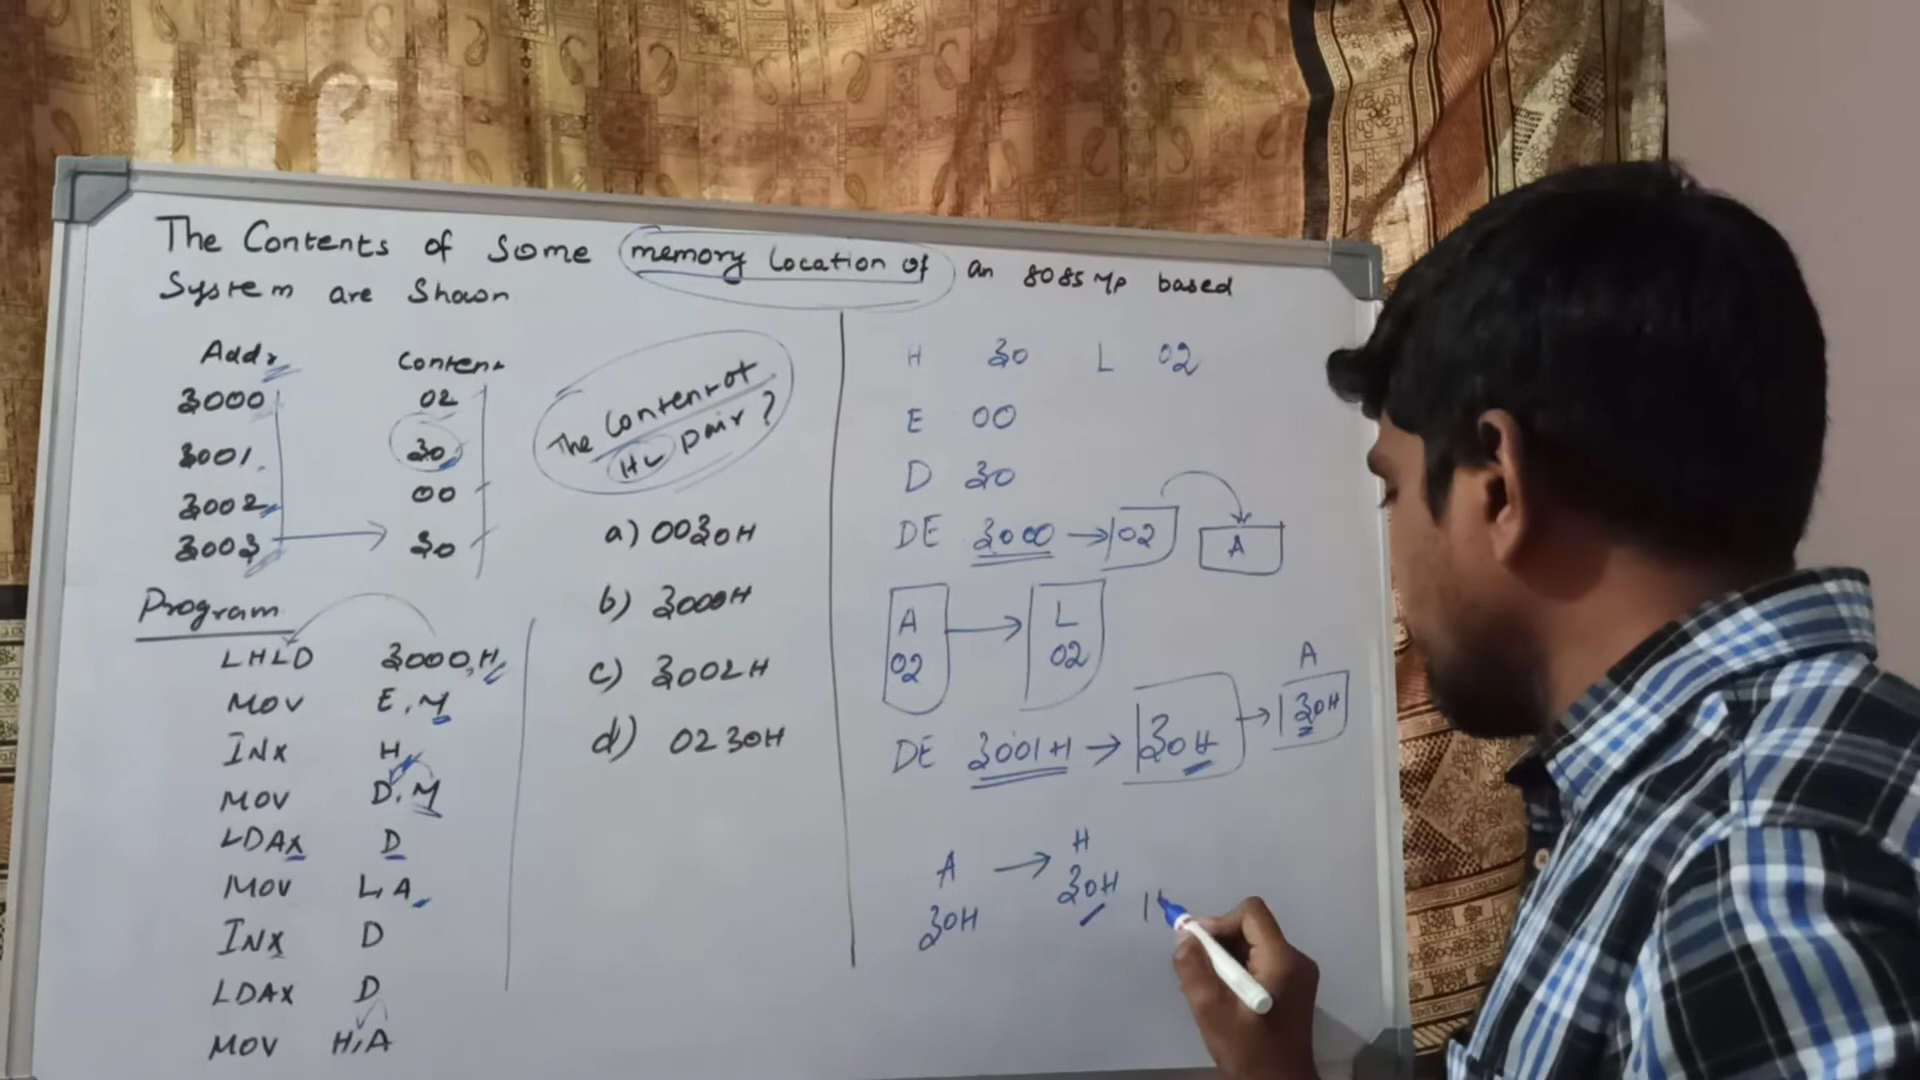 The Contents of Some memory Location of an 8085 μp based
System are Shown
Addr Content
3000 02
3001 30
3002 00
3003 → 30
The Content of
HL pair?
a) 0030H
b) 3000H
c) 3002H
d) 0230H
Program
LHLD 3000,H
MOV E,M
INX H
MOV D,M
LDAX D
MOV L,A
INX D
LDAX D
MOV H,A
H 30 L 02
E 00
D 30
DE 3000 → 02 A
A → L
02 02
A
DE 3001H → 30H → 30H
A → H
30H 30H